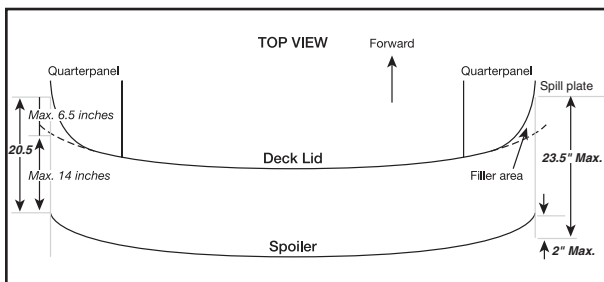 TOP VIEW
Forward
Quarterpanel
Quarterpanel
Spill plate
Max. 6.5 inches
20.5
Max. 14 inches
Deck Lid
Filler area
23.5" Max.
Spoiler
2" Max.